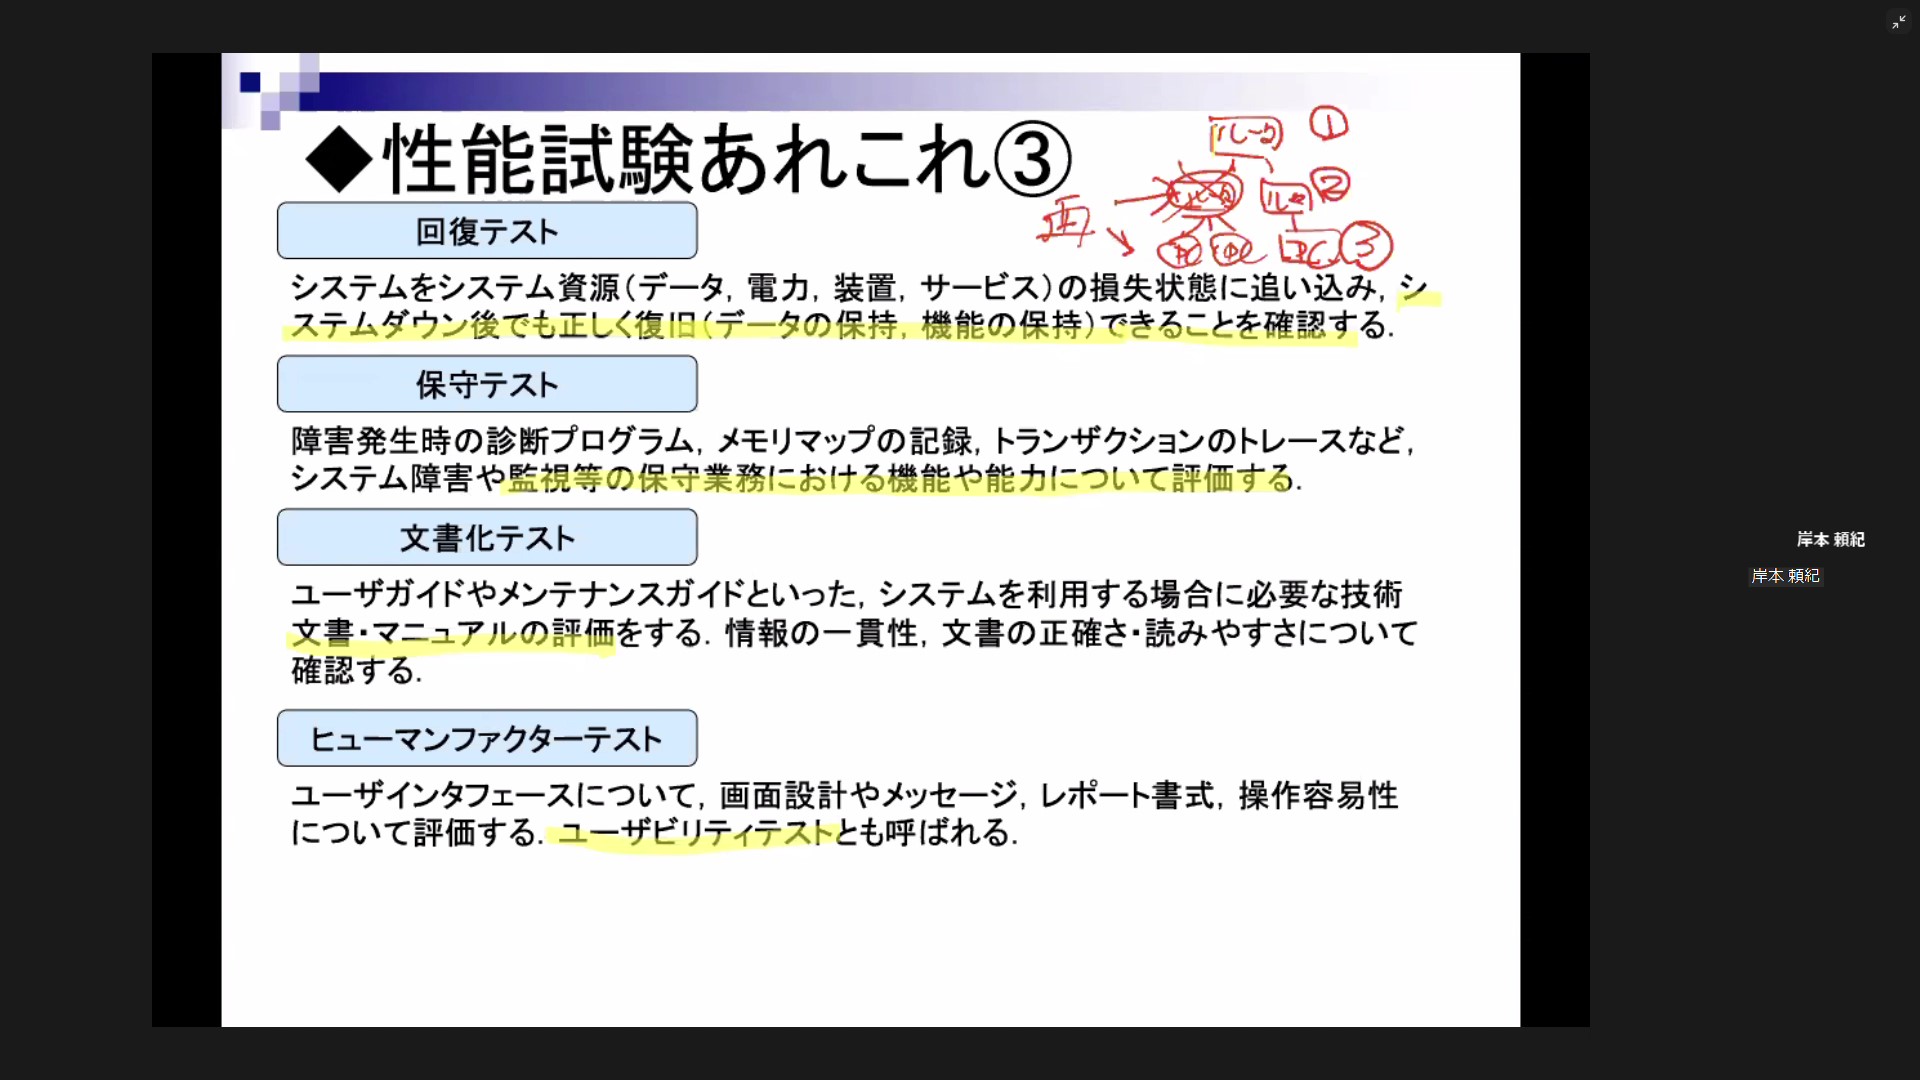 ◆性能試験あれこれ③
ルータ ①
ルータ ②
再
PC PC PC ③
回復テスト
システムをシステム資源(データ, 電力, 装置, サービス)の損失状態に追い込み, シ
ステムダウン後でも正しく復旧(データの保持, 機能の保持)できることを確認する.
保守テスト
障害発生時の診断プログラム, メモリマップの記録, トランザクションのトレースなど,
システム障害や監視等の保守業務における機能や能力について評価する.
文書化テスト
ユーザガイドやメンテナンスガイドといった, システムを利用する場合に必要な技術
文書・マニュアルの評価をする. 情報の一貫性, 文書の正確さ・読みやすさについて
確認する.
ヒューマンファクターテスト
ユーザインタフェースについて, 画面設計やメッセージ, レポート書式, 操作容易性
について評価する. ユーザビリティテストとも呼ばれる.
岸本 頼紀
岸本 頼紀